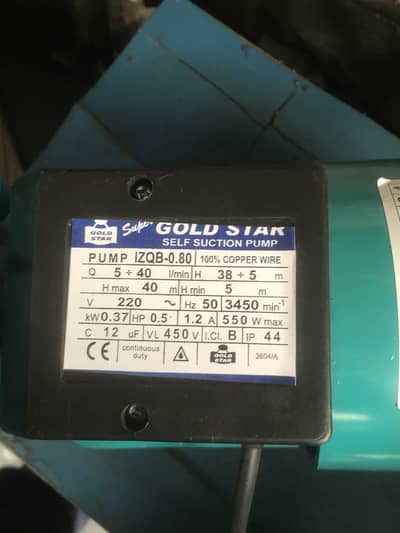 GOLD STAR Super GOLD STAR
SELF SUCTION PUMP
PUMP IZQB-0.80 100% COPPER WIRE
Q 5 ÷ 40 l/min H 38 ÷ 5 m
H max 40 m H min 5 m
V 220 ~ Hz 50 3450 min-1
kW 0.37 HP 0.5 1.2 A 550 W max
C 12 uF VL 450 V I.Cl. B IP 44
CE continuous duty GOLD STAR 3604/A